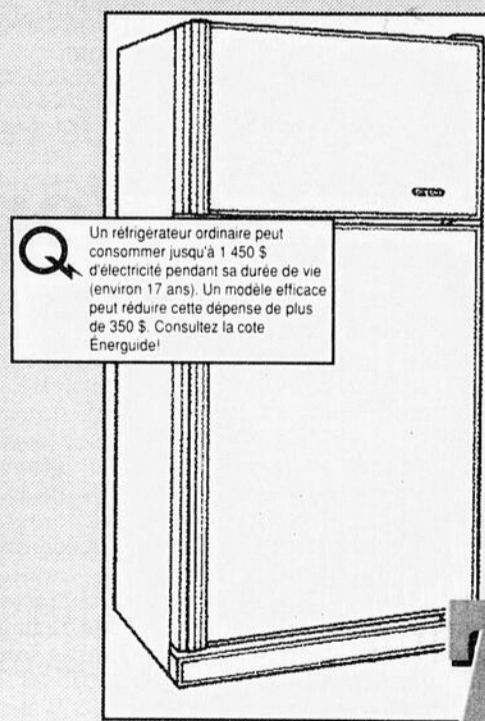 Un réfrigérateur ordinaire peut
consommer jusqu'à 1 450 $
d'électricité pendant sa durée de vie
(environ 17 ans). Un modèle efficace
peut réduire cette dépense de plus
de 350 $. Consultez la cote
Énerguide!